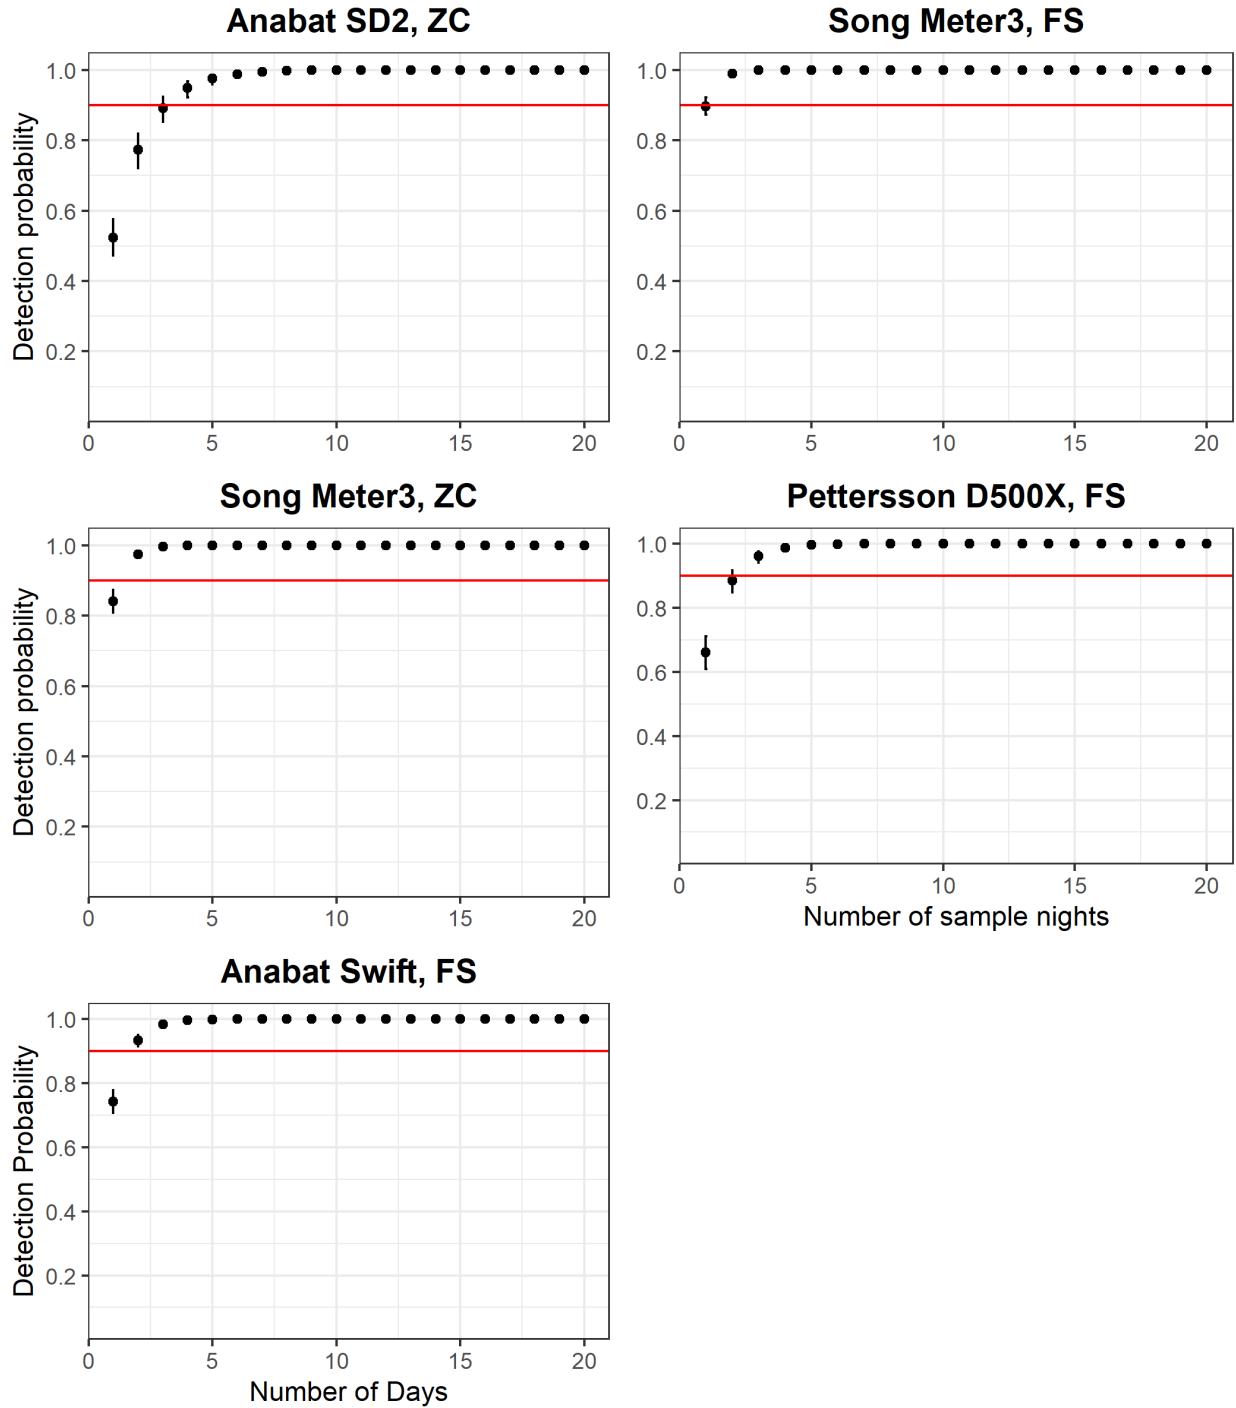 Anabat SD2, ZC
Detection probability
1.0
0.8
0.6
0.4
0.2
0 5 10 15 20
Song Meter3, FS
1.0
0.8
0.6
0.4
0.2
0 5 10 15 20
Song Meter3, ZC
Detection probability
1.0
0.8
0.6
0.4
0.2
0 5 10 15 20
Pettersson D500X, FS
1.0
0.8
0.6
0.4
0.2
0 5 10 15 20
Number of sample nights
Anabat Swift, FS
Detection Probability
1.0
0.8
0.6
0.4
0.2
0 5 10 15 20
Number of Days